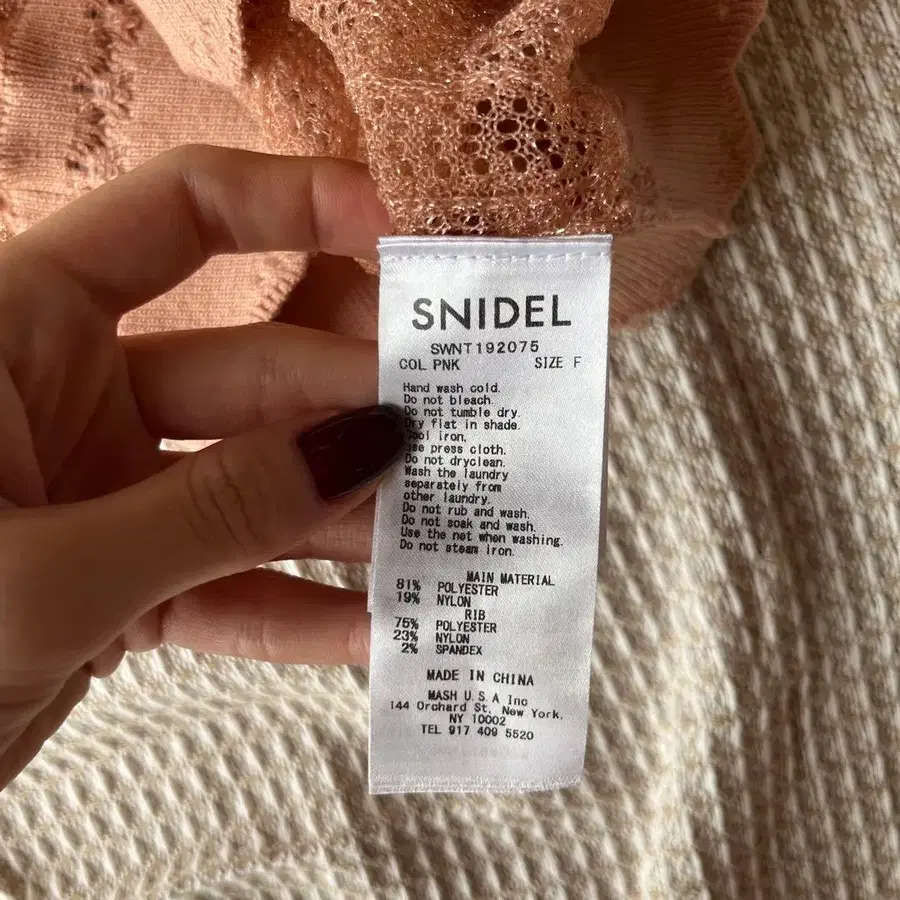 SNIDEL
SWNT192075
COL PNK SIZE F
Hand wash cold.
Do not bleach.
Do not tumble dry.
Dry flat in shade.
Cool iron.
Use press cloth.
Do not dryclean.
Wash the laundry
separately from
other laundry.
Do not rub and wash.
Do not soak and wash.
Use the net when washing.
Do not steam iron.
MAIN MATERIAL
81% POLYESTER
19% NYLON
RIB
75% POLYESTER
23% NYLON
2% SPANDEX
MADE IN CHINA
MASH U.S.A Inc
144 Orchard St, New York,
NY 10002
TEL 917 409 5520